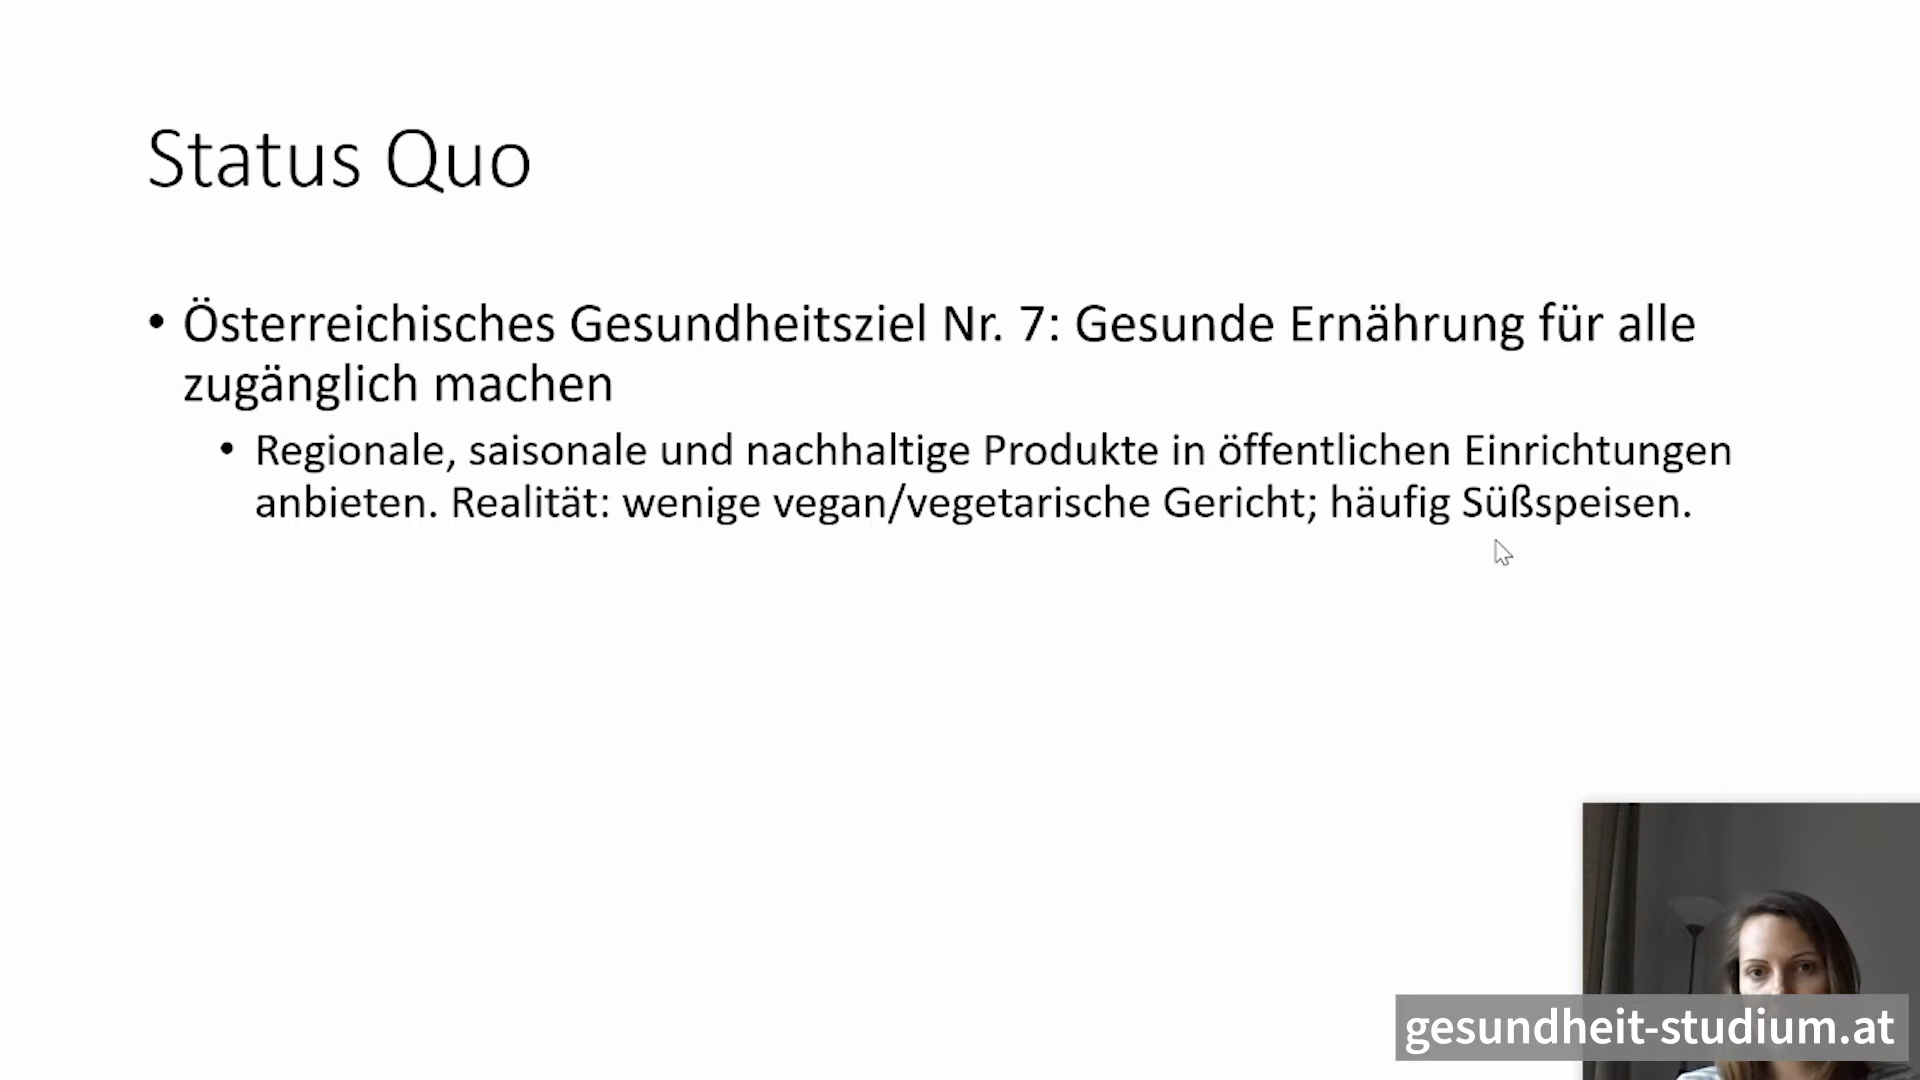 Status Quo
• Österreichisches Gesundheitsziel Nr. 7: Gesunde Ernährung für alle
zugänglich machen
• Regionale, saisonale und nachhaltige Produkte in öffentlichen Einrichtungen
anbieten. Realität: wenige vegan/vegetarische Gericht; häufig Süßspeisen.
gesundheit-studium.at